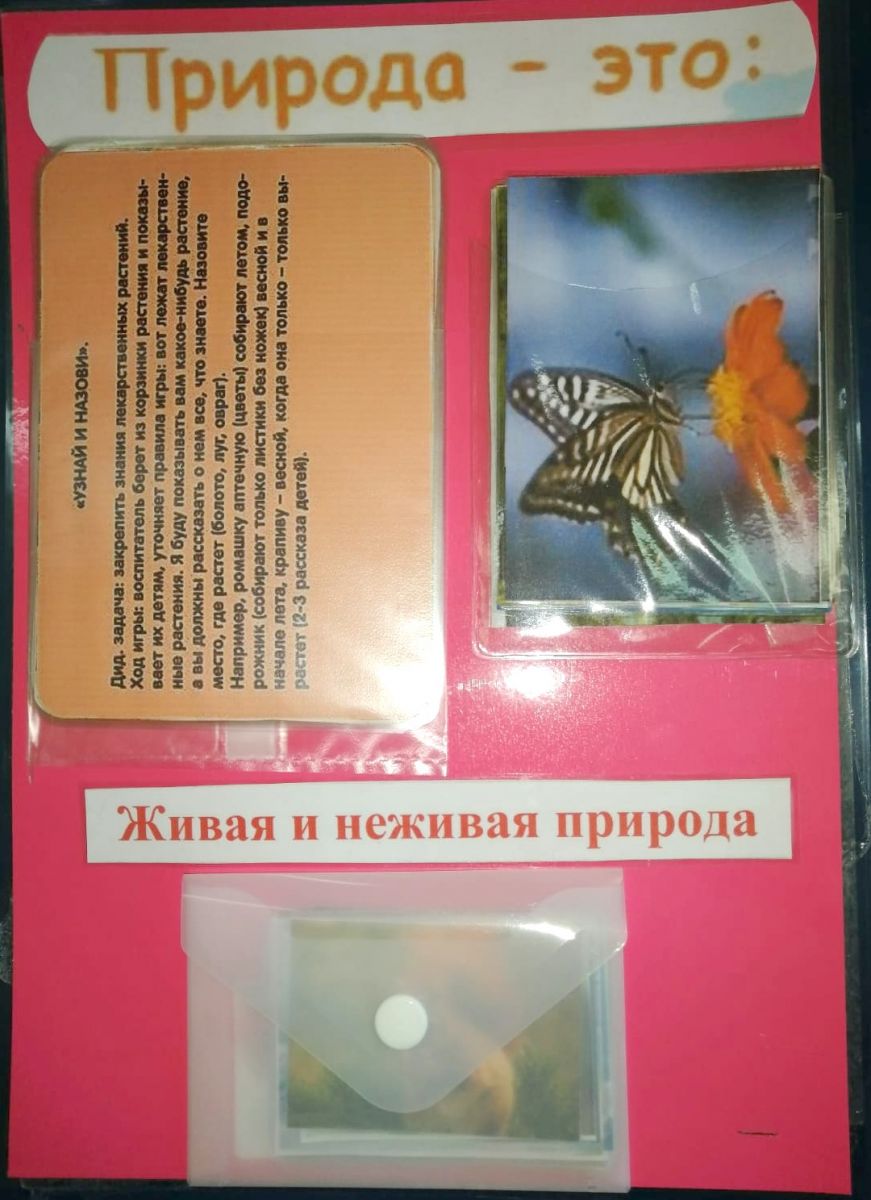 Природа - это:
«УЗНАЙ И НАЗОВИ».
Дид. задача: закрепить знания лекарственных растений.
Ход игры: воспитатель берет из корзинки растения и показы-
вает их детям, уточняет правила игры: вот лежат лекарствен-
ные растения. Я буду показывать вам какое-нибудь растение,
а вы должны рассказать о нем все, что знаете. Назовите
место, где растет (болото, луг, овраг).
Например, ромашку аптечную (цветы) собирают летом, подо-
рожник (собирают только листики без ножек) весной и в
начале лета, крапиву – весной, когда она только – только вы-
растет (2-3 рассказа детей).
Живая и неживая природа